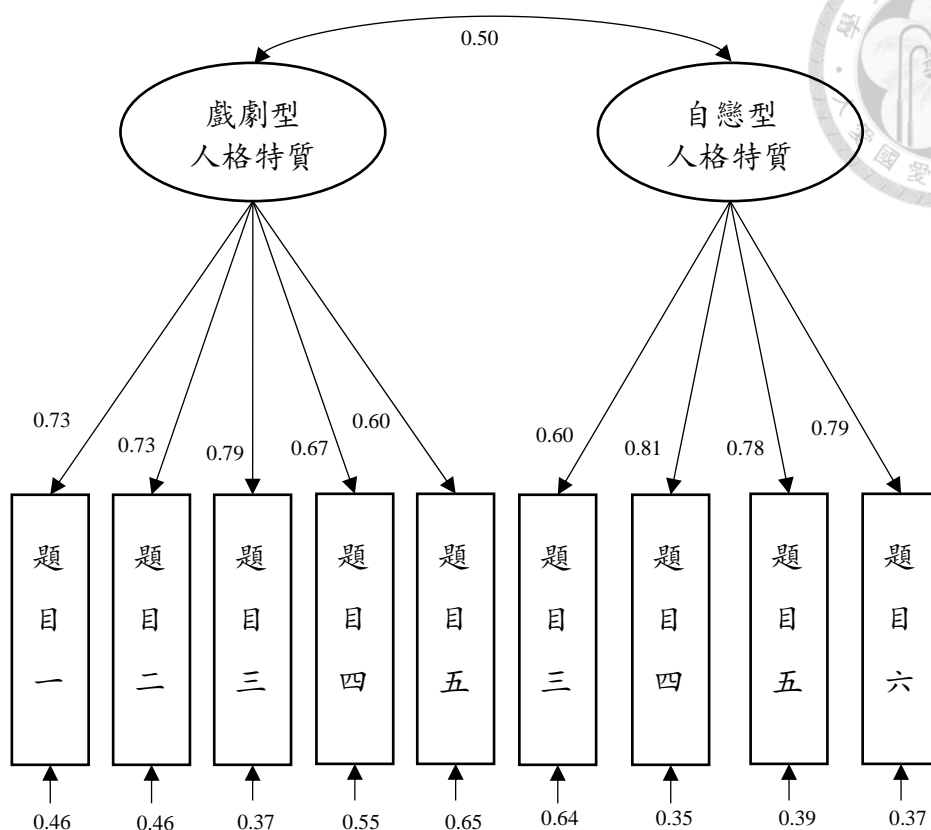 0.50
戲劇型
人格特質
自戀型
人格特質
0.73
0.73
0.79
0.67
0.60
0.60
0.81
0.78
0.79
題目一
題目二
題目三
題目四
題目五
題目三
題目四
題目五
題目六
0.46
0.46
0.37
0.55
0.65
0.64
0.35
0.39
0.37
學
人
國
愛